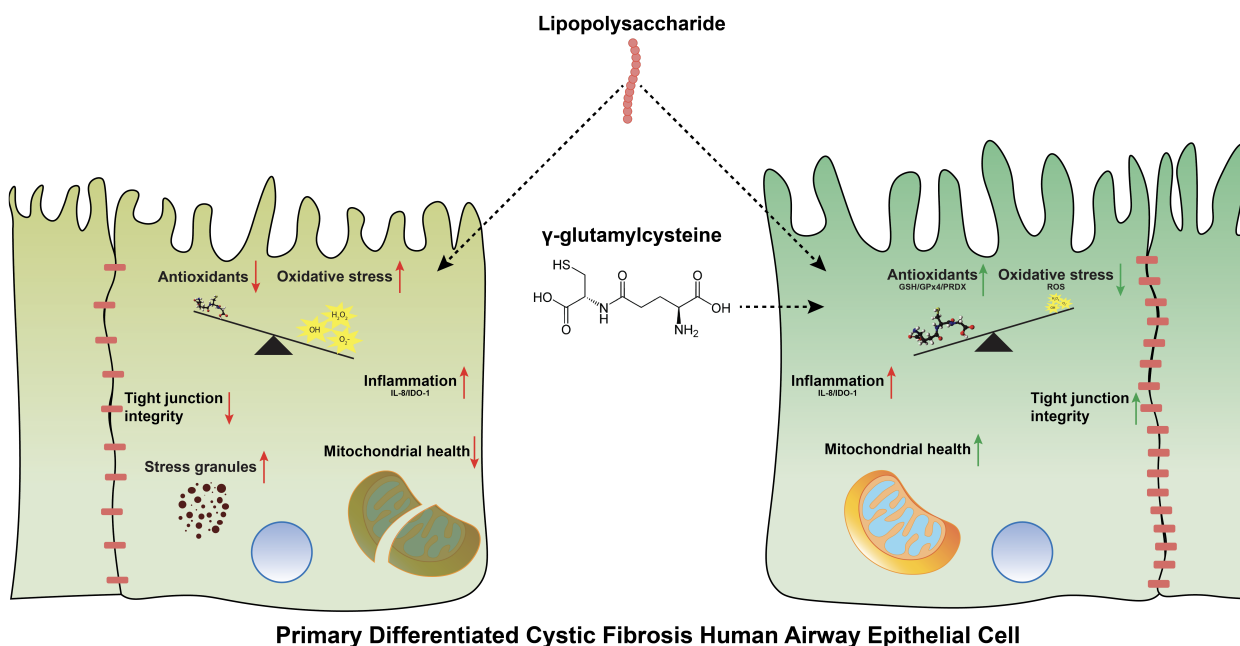 Lipopolysaccharide
γ-glutamylcysteine
HS
O
O
HO
OH
O
N
H
NH₂
Antioxidants
Oxidative stress
H₂O₂
OH
O₂-
Inflammation
IL-8/IDO-1
Tight junction
integrity
Mitochondrial health
Stress granules
Antioxidants
GSH/GPx4/PRDX
Oxidative stress
ROS
Inflammation
IL-8/IDO-1
Tight junction
integrity
Mitochondrial health
Primary Differentiated Cystic Fibrosis Human Airway Epithelial Cell